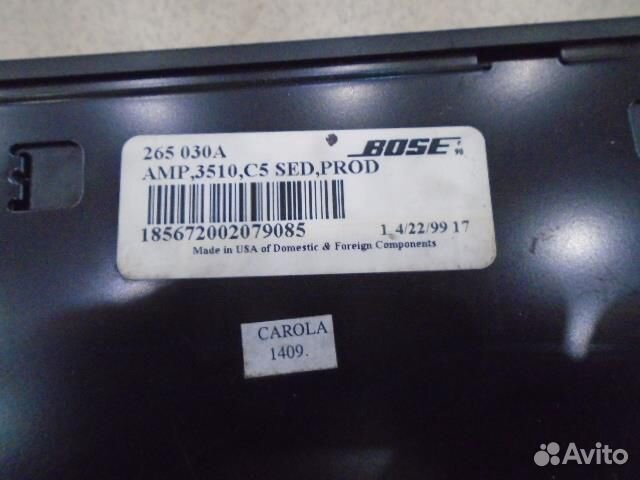 265 030A
BOSE
AMP,3510,C5 SED,PROD
185672002079085
1 4/22/99 17
Made in USA of Domestic & Foreign Components
CAROLA
1409.
Avito